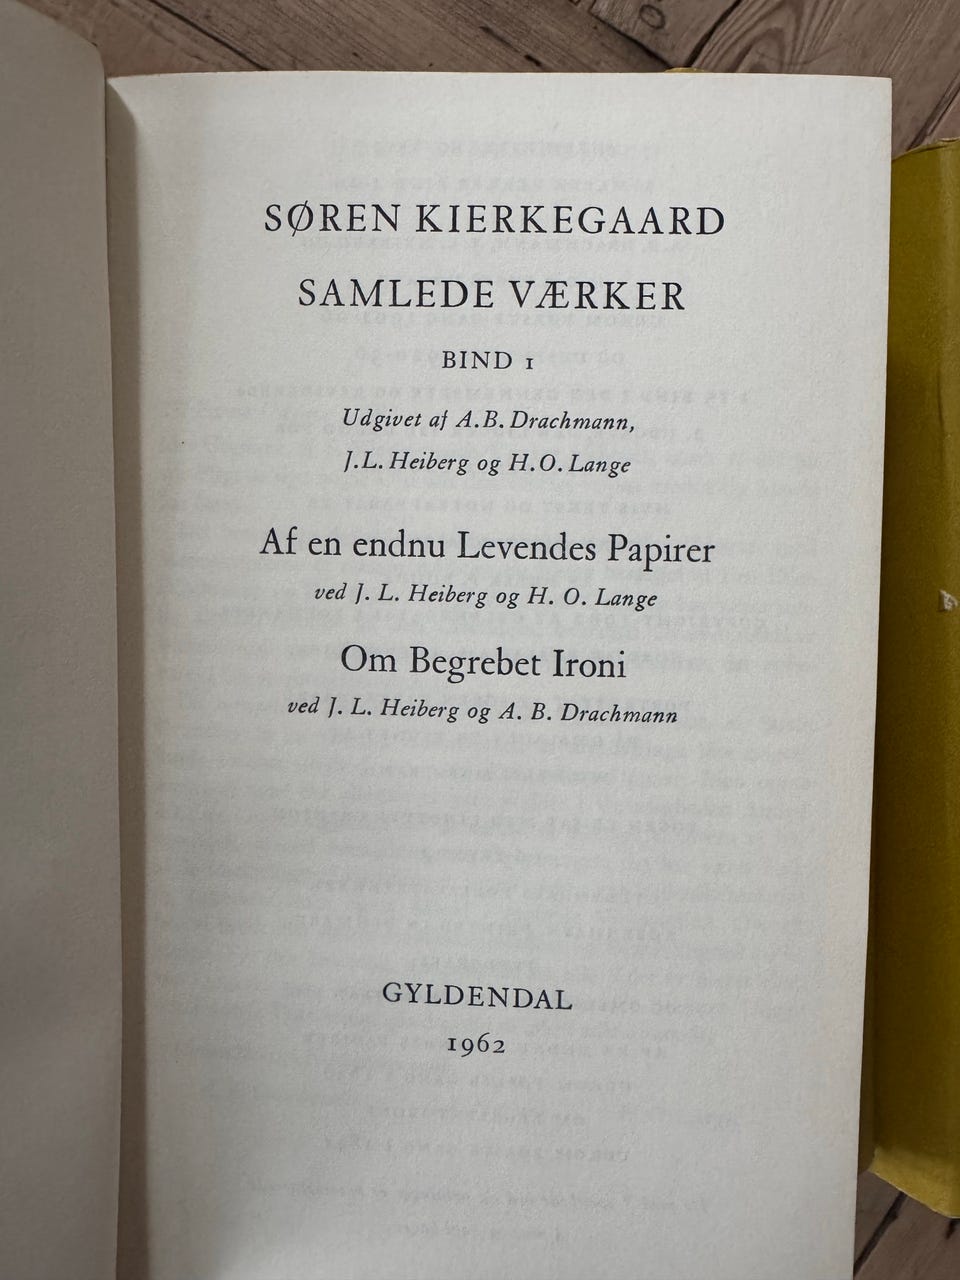 SØREN KIERKEGAARD
SAMLEDE VÆRKER
BIND 1
Udgivet af A.B. Drachmann,
J.L. Heiberg og H.O. Lange
Af en endnu Levendes Papirer
ved J. L. Heiberg og H. O. Lange
Om Begrebet Ironi
ved J. L. Heiberg og A. B. Drachmann
GYLDENDAL
1962